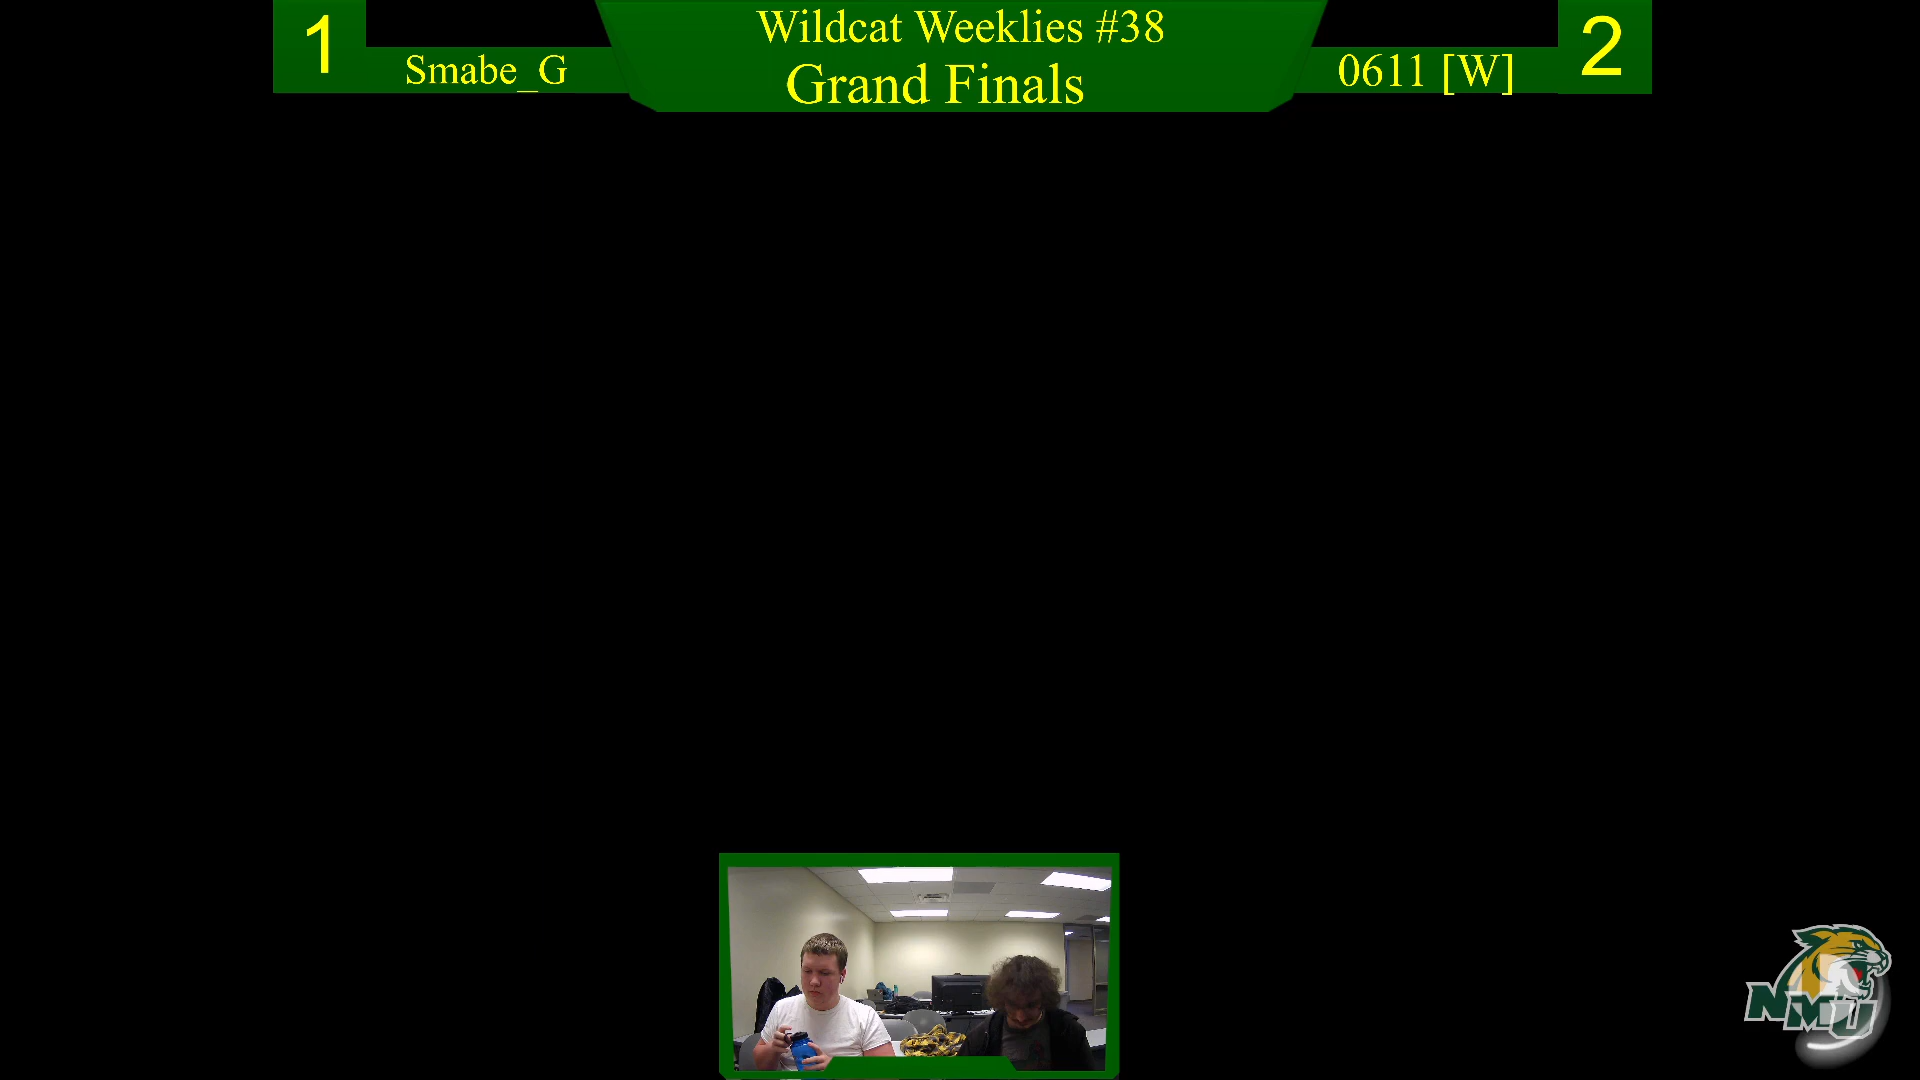 1
Smabe_G
Wildcat Weeklies #38
Grand Finals
0611 [W]
2
NMU